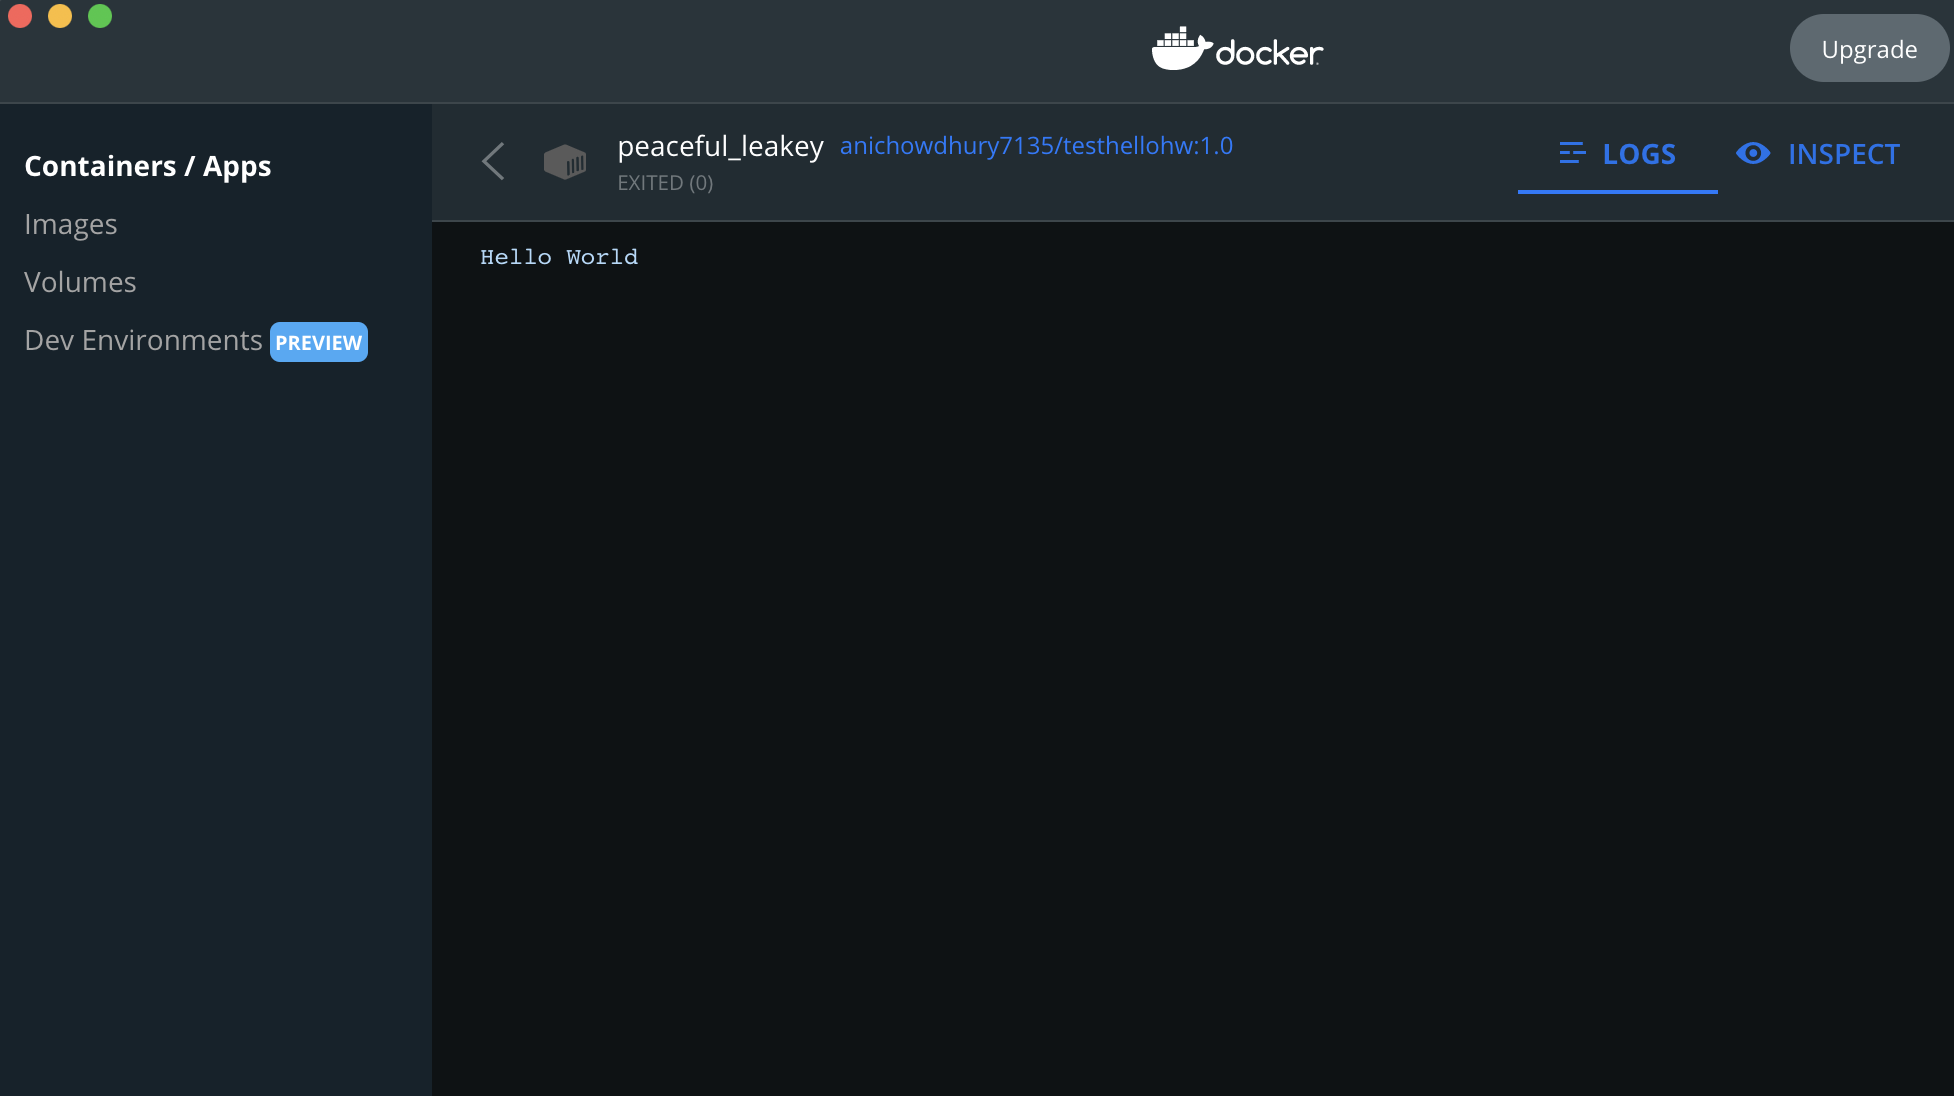 docker
Upgrade
Containers / Apps
Images
Volumes
Dev Environments PREVIEW
peaceful_leakey anichowdhury7135/testhellohw:1.0
EXITED (0)
LOGS
INSPECT
Hello World